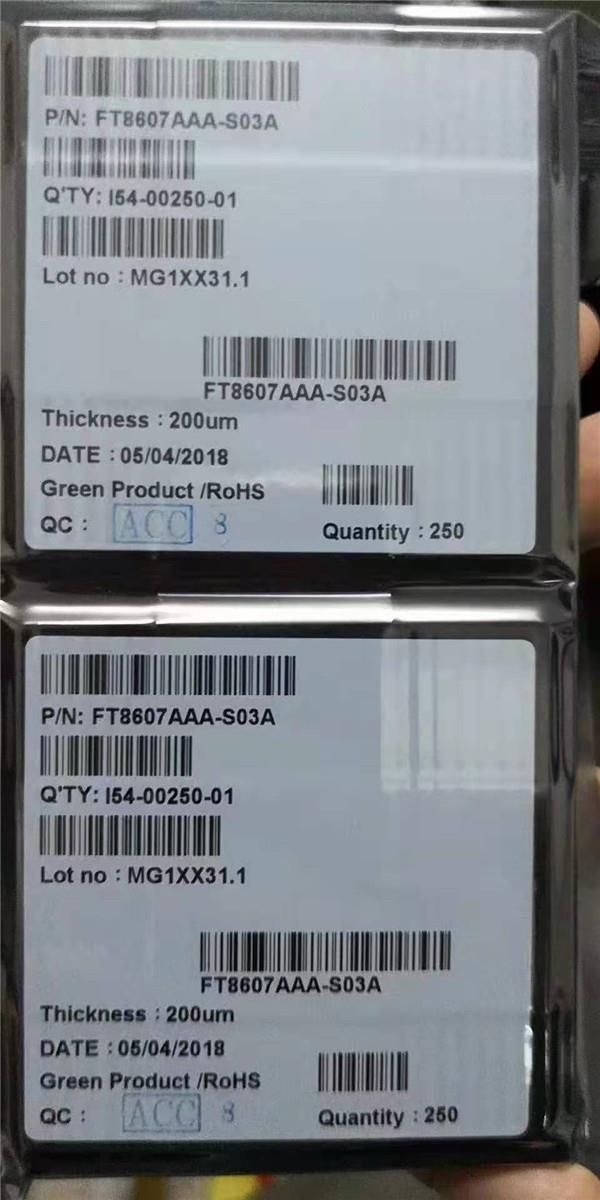 P/N: FT8607AAA-S03A
Q'TY: I54-00250-01
Lot no : MG1XX31.1
FT8607AAA-S03A
Thickness : 200um
DATE : 05/04/2018
Green Product /RoHS
QC : ACC 8
Quantity : 250
P/N: FT8607AAA-S03A
Q'TY: I54-00250-01
Lot no : MG1XX31.1
FT8607AAA-S03A
Thickness : 200um
DATE : 05/04/2018
Green Product /RoHS
QC : ACC 8
Quantity : 250